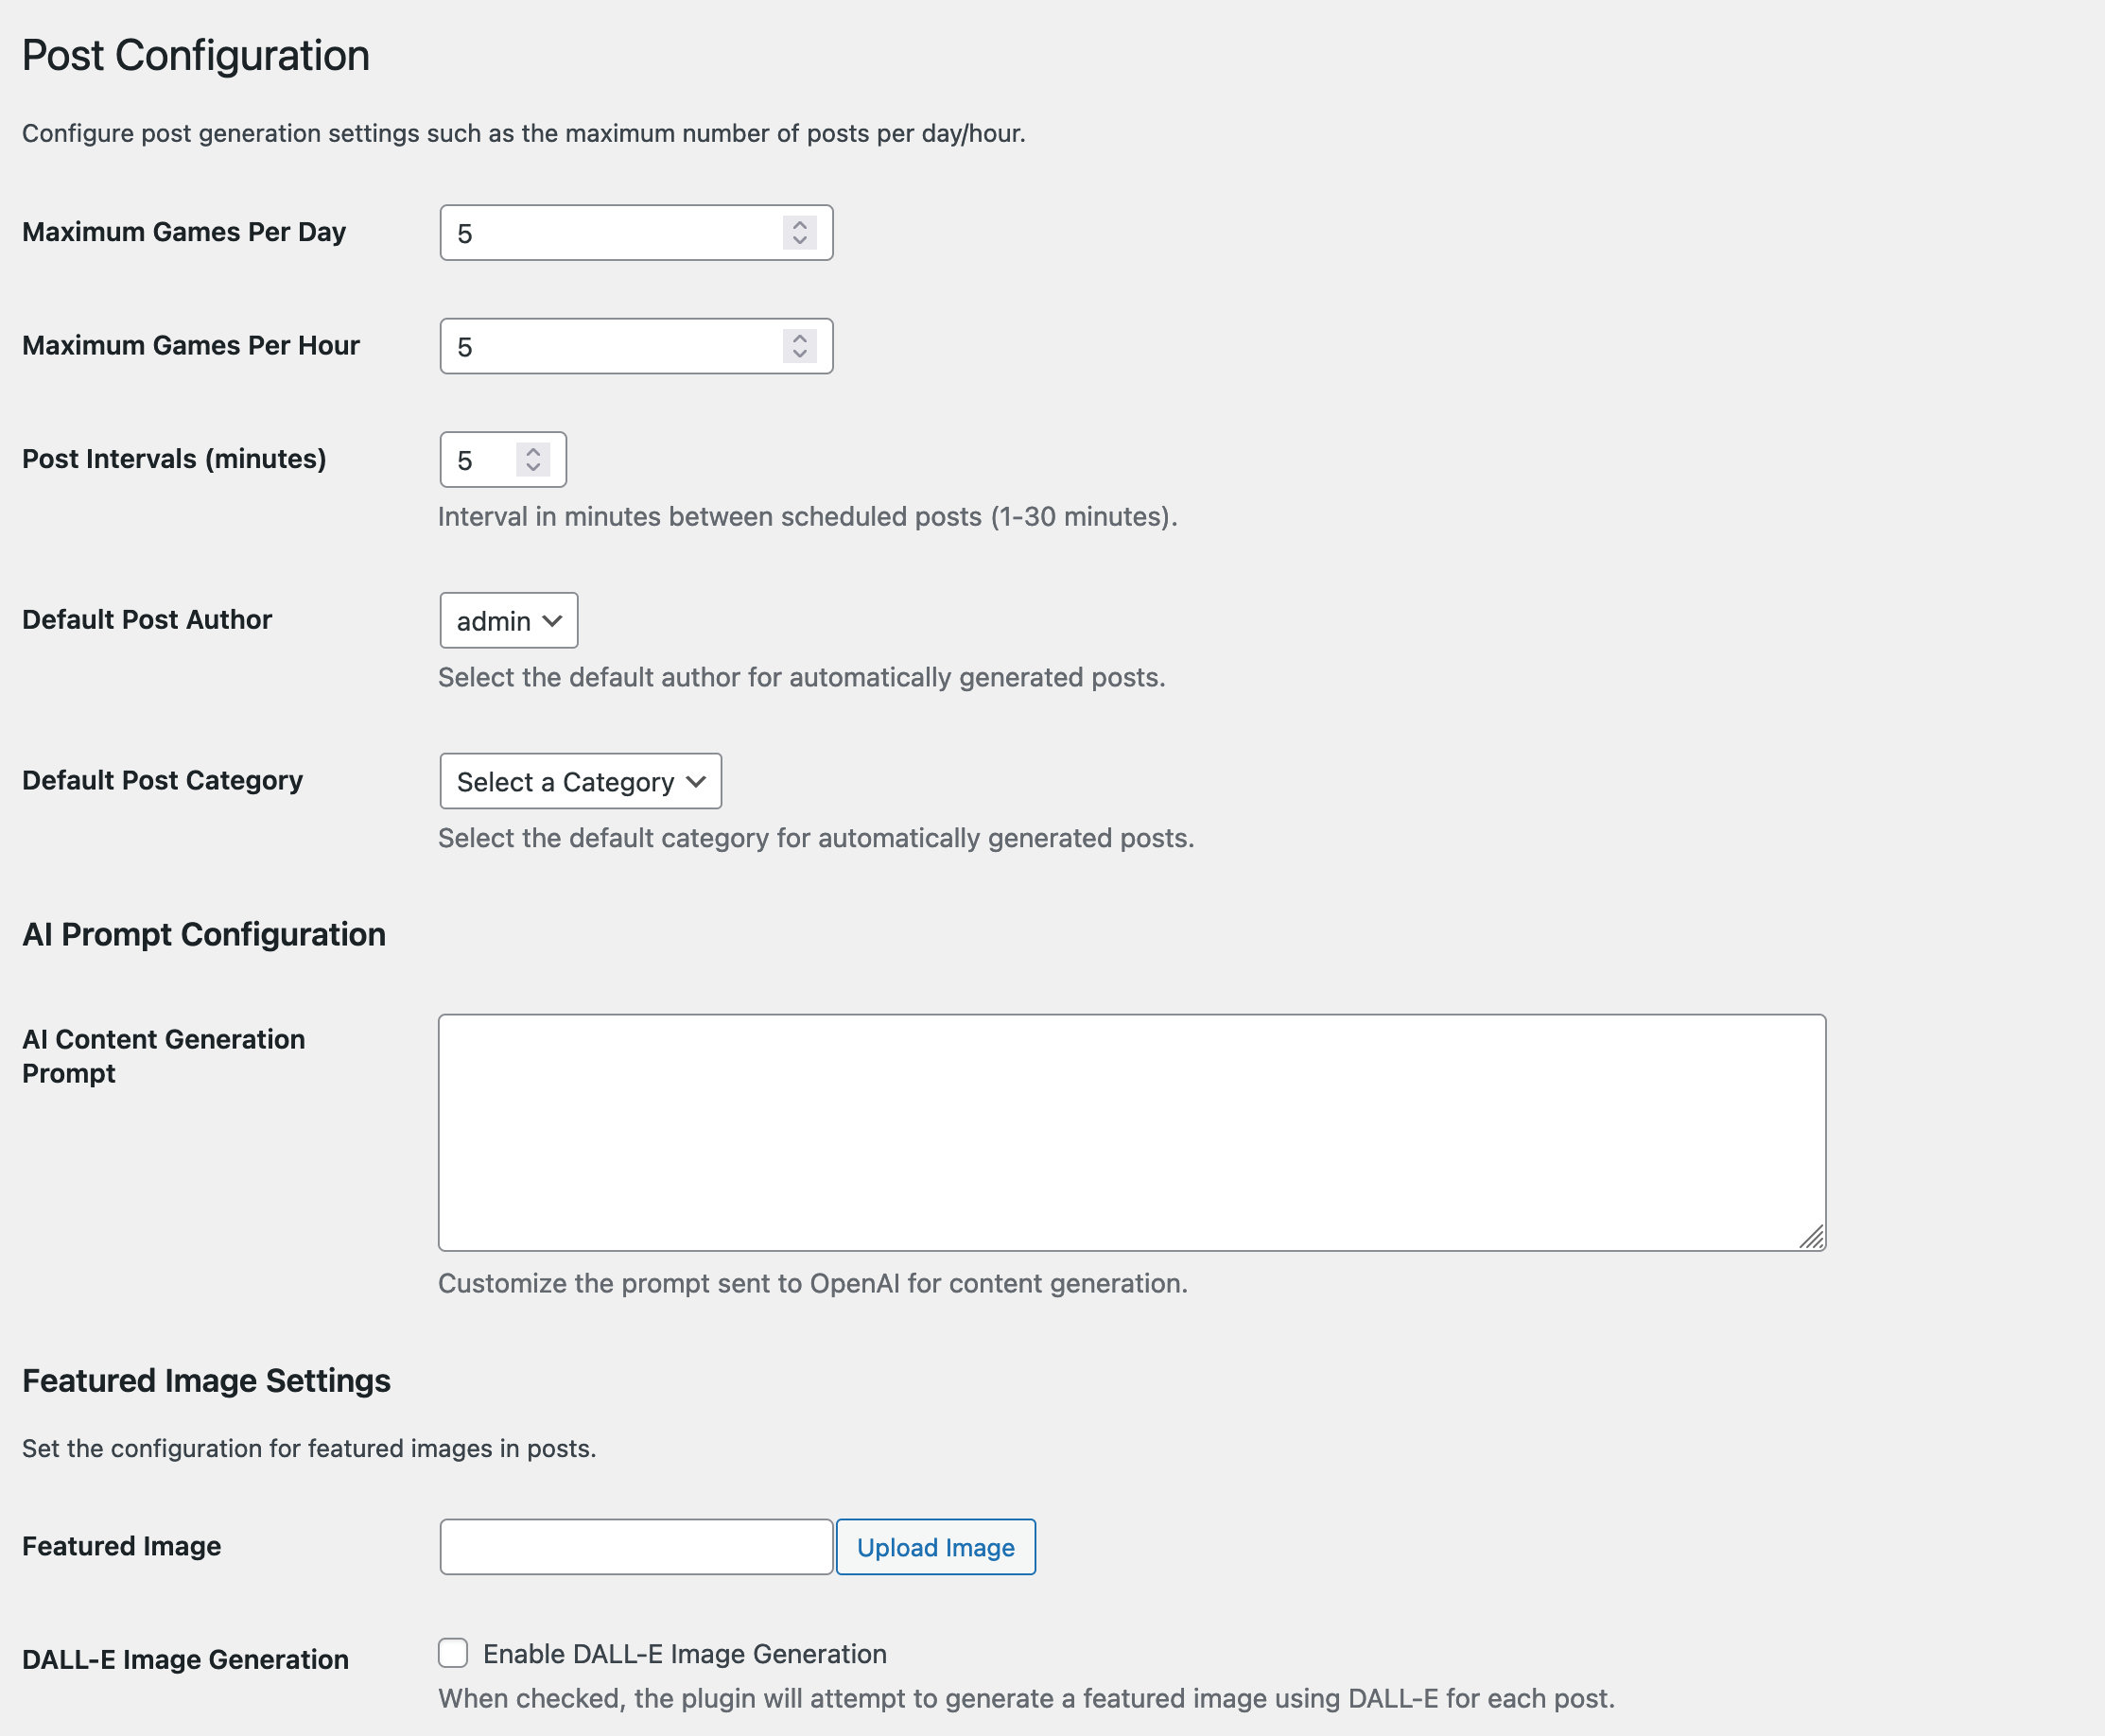 Post Configuration
Configure post generation settings such as the maximum number of posts per day/hour.
Maximum Games Per Day
5
Maximum Games Per Hour
5
Post Intervals (minutes)
5
Interval in minutes between scheduled posts (1-30 minutes).
Default Post Author
admin
Select the default author for automatically generated posts.
Default Post Category
Select a Category
Select the default category for automatically generated posts.
AI Prompt Configuration
AI Content Generation
Prompt
Customize the prompt sent to OpenAI for content generation.
Featured Image Settings
Set the configuration for featured images in posts.
Featured Image
Upload Image
DALL-E Image Generation
Enable DALL-E Image Generation
When checked, the plugin will attempt to generate a featured image using DALL-E for each post.